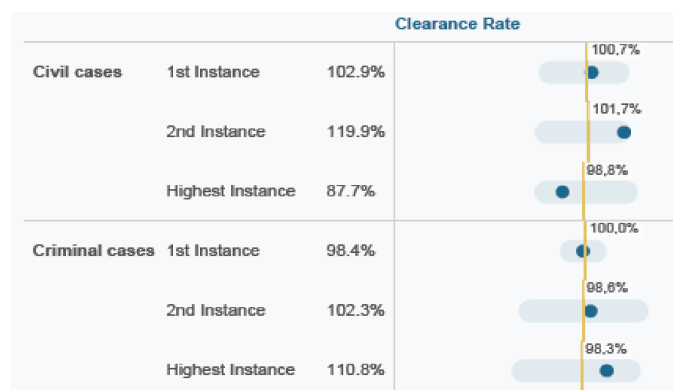 Clearance Rate
100,7%
Civil cases 1st Instance 102.9%
101,7%
2nd Instance 119.9%
98,8%
Highest Instance 87.7%
100,0%
Criminal cases 1st Instance 98.4%
98,6%
2nd Instance 102.3%
98,3%
Highest Instance 110.8%